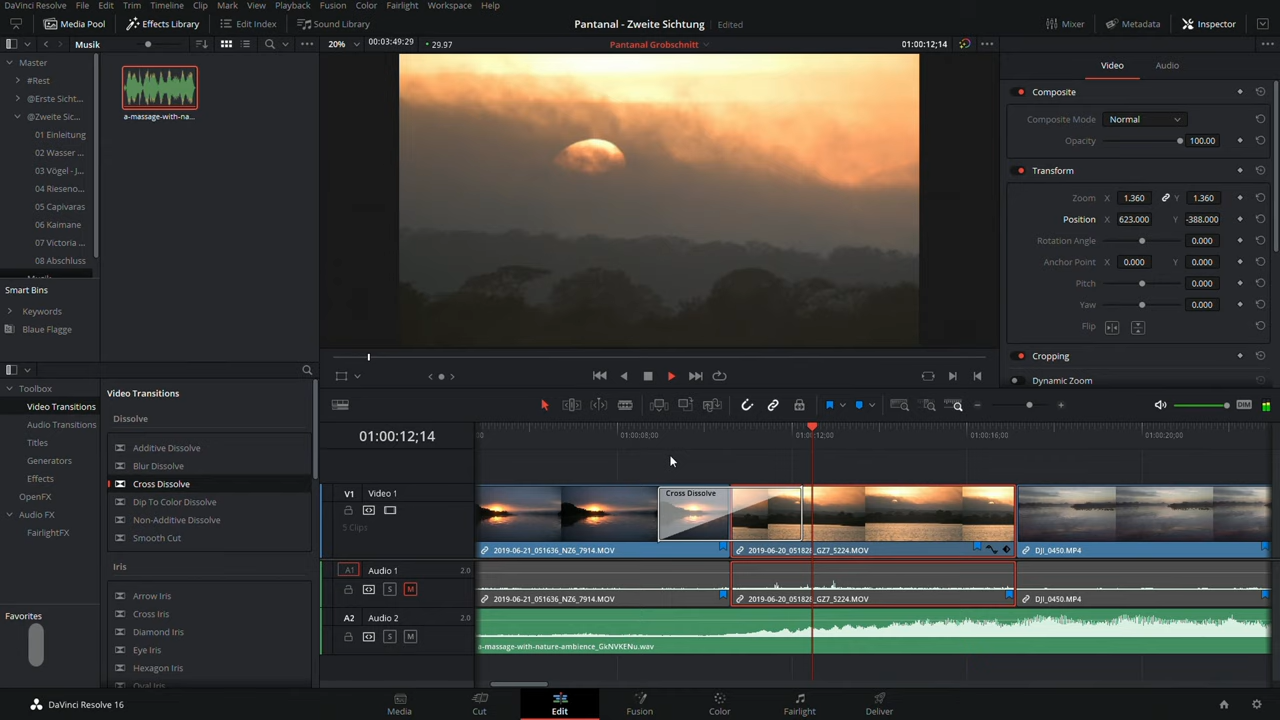 DaVinci Resolve File Edit Trim Timeline Clip Mark View Playback Fusion Color Fairlight Workspace Help
Media Pool Effects Library Edit Index Sound Library Pantanal - Zweite Sichtung Edited Mixer Metadata Inspector
Musik 20% 00:03:49:29 29.97 Pantanal Grobschnitt 01:00:12;14
Video Audio
Master
#Rest
@Erste Sicht...
@Zweite Sic...
01 Einleitung
02 Wasser ...
03 Vögel - J...
04 Rieseno...
05 Capivaras
06 Kaimane
07 Victoria ...
08 Abschluss
a-massage-with-na...
Smart Bins
Keywords
Blaue Flagge
Composite
Composite Mode Normal
Opacity 100.00
Transform
Zoom X 1.360 Y 1.360
Position X 623.000 Y -388.000
Rotation Angle 0.000
Anchor Point X 0.000 Y 0.000
Pitch 0.000
Yaw 0.000
Flip
Cropping
Dynamic Zoom
Toolbox
Video Transitions
Audio Transitions
Titles
Generators
Effects
OpenFX
Audio FX
FairlightFX
Favorites
Video Transitions
Dissolve
Additive Dissolve
Blur Dissolve
Cross Dissolve
Dip To Color Dissolve
Non-Additive Dissolve
Smooth Cut
Iris
Arrow Iris
Cross Iris
Diamond Iris
Eye Iris
Hexagon Iris
Oval Iris
DIM
01:00:12;14 01:00:08;00 01:00:12;00 01:00:16;00 01:00:20;00
V1 Video 1
5 Clips
Cross Dissolve
2019-06-21_051636_NZ6_7914.MOV 2019-06-20_051828_GZ7_5224.MOV DJI_0450.MP4
A1 Audio 1 2.0
S M
2019-06-21_051636_NZ6_7914.MOV 2019-06-20_051828_GZ7_5224.MOV DJI_0450.MP4
A2 Audio 2 2.0
S M
a-massage-with-nature-ambience_GkNVKENu.wav
DaVinci Resolve 16
Media Cut Edit Fusion Color Fairlight Deliver